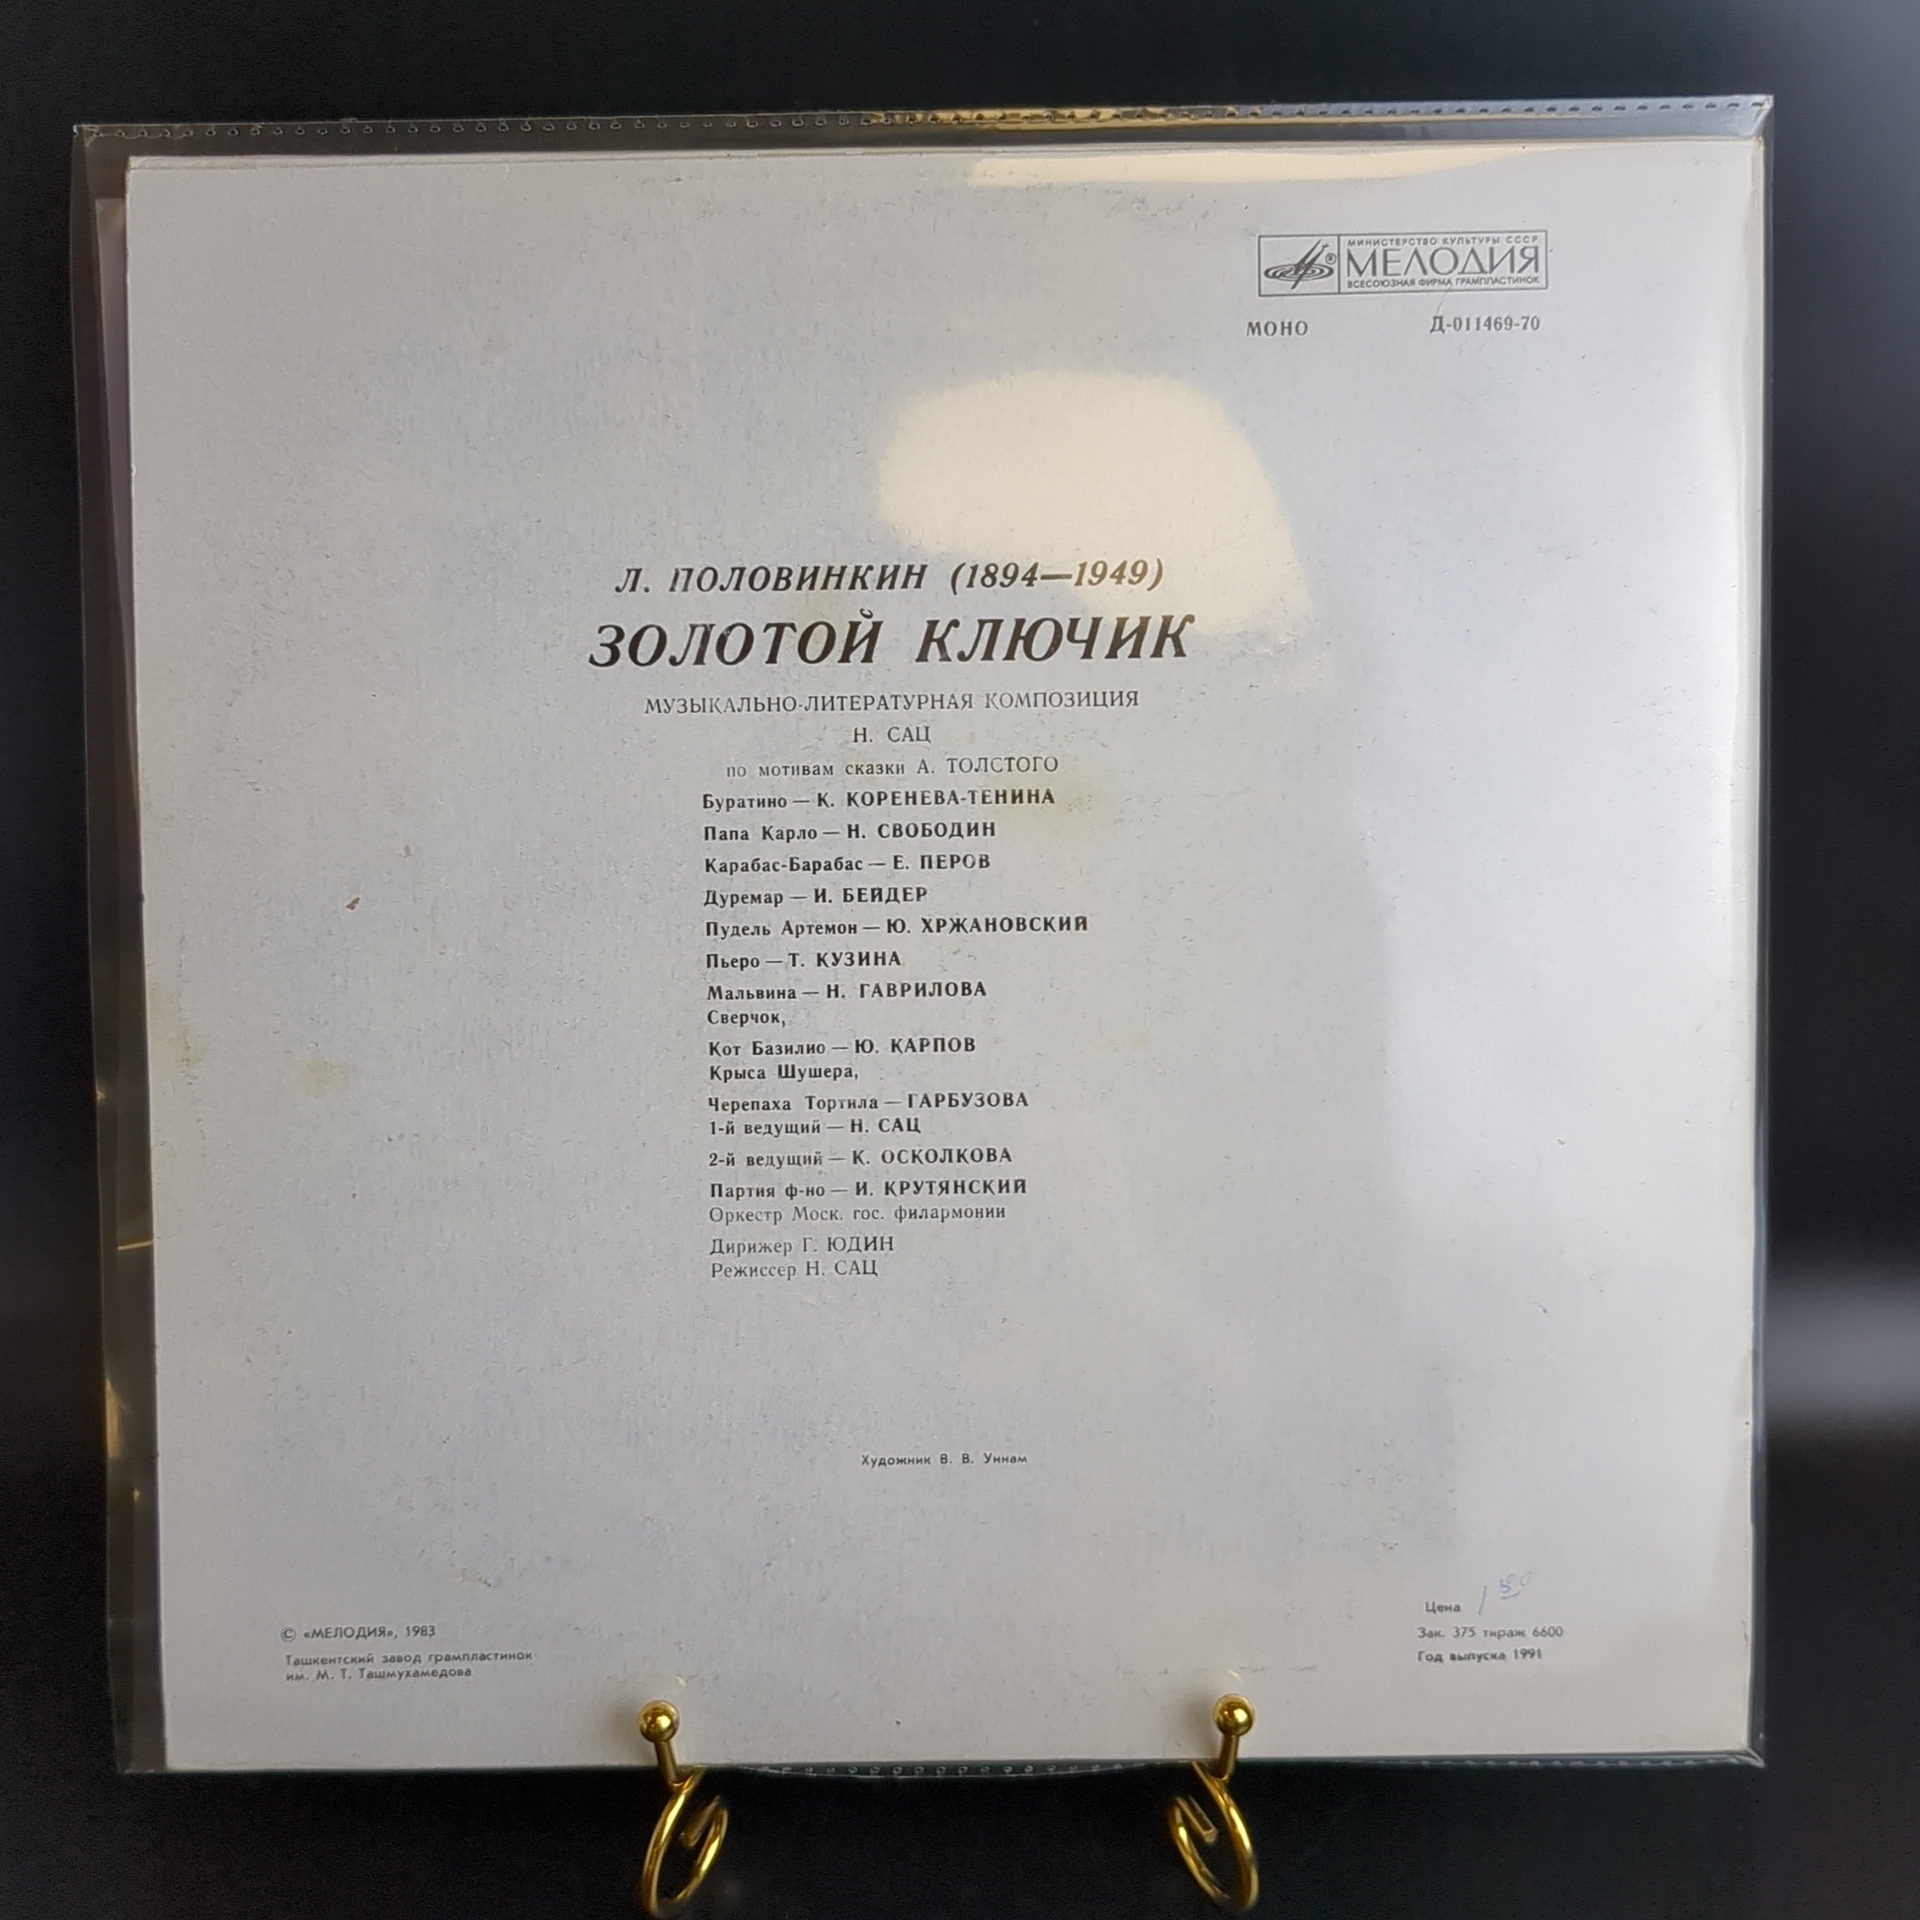 МИНИСТЕРСТВО КУЛЬТУРЫ СССР
МЕЛОДИЯ
ВСЕСОЮЗНАЯ ФИРМА ГРАМПЛАСТИНОК
МОНО Д-011469-70
Л. ПОЛОВИНКИН (1894—1949)
ЗОЛОТОЙ КЛЮЧИК
МУЗЫКАЛЬНО-ЛИТЕРАТУРНАЯ КОМПОЗИЦИЯ
Н. САЦ
по мотивам сказки А. ТОЛСТОГО
Буратино — К. КОРЕНЕВА-ТЕНИНА
Папа Карло — Н. СВОБОДИН
Карабас-Барабас — Е. ПЕРОВ
Дуремар — И. БЕЙДЕР
Пудель Артемон — Ю. ХРЖАНОВСКИЙ
Пьеро — Т. КУЗИНА
Мальвина — Н. ГАВРИЛОВА
Сверчок,
Кот Базилио — Ю. КАРПОВ
Крыса Шушера,
Черепаха Тортила — ГАРБУЗОВА
1-й ведущий — Н. САЦ
2-й ведущий — К. ОСКОЛКОВА
Партия ф-но — И. КРУТЯНСКИЙ
Оркестр Моск. гос. филармонии
Дирижер Г. ЮДИН
Режиссер Н. САЦ
Художник В. В. Уннам
© «МЕЛОДИЯ», 1983
Ташкентский завод грампластинок
им. М. Т. Ташмухамедова
Цена
Зак. 375 тираж 6600
Год выпуска 1991